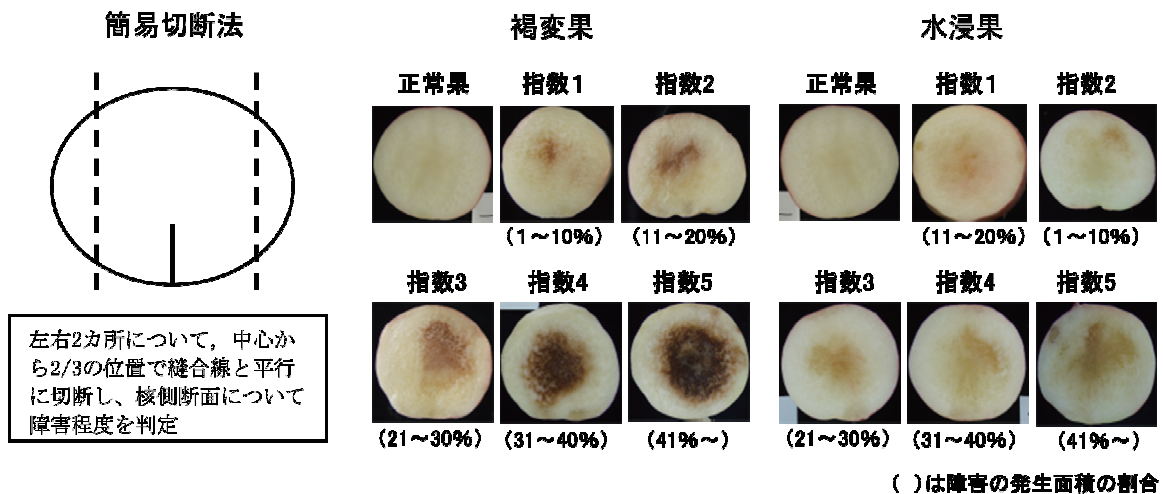 簡易切断法
褐変果
水浸果
正常果 指数1 指数2
(1～10%) (11～20%)
指数3 指数4 指数5
(21～30%) (31～40%) (41%～)
正常果 指数1 指数2
(11～20%) (1～10%)
指数3 指数4 指数5
(21～30%) (31～40%) (41%～)
左右2カ所について，中心か
ら2/3の位置で縫合線と平行
に切断し、核側断面について
障害程度を判定
( )は障害の発生面積の割合